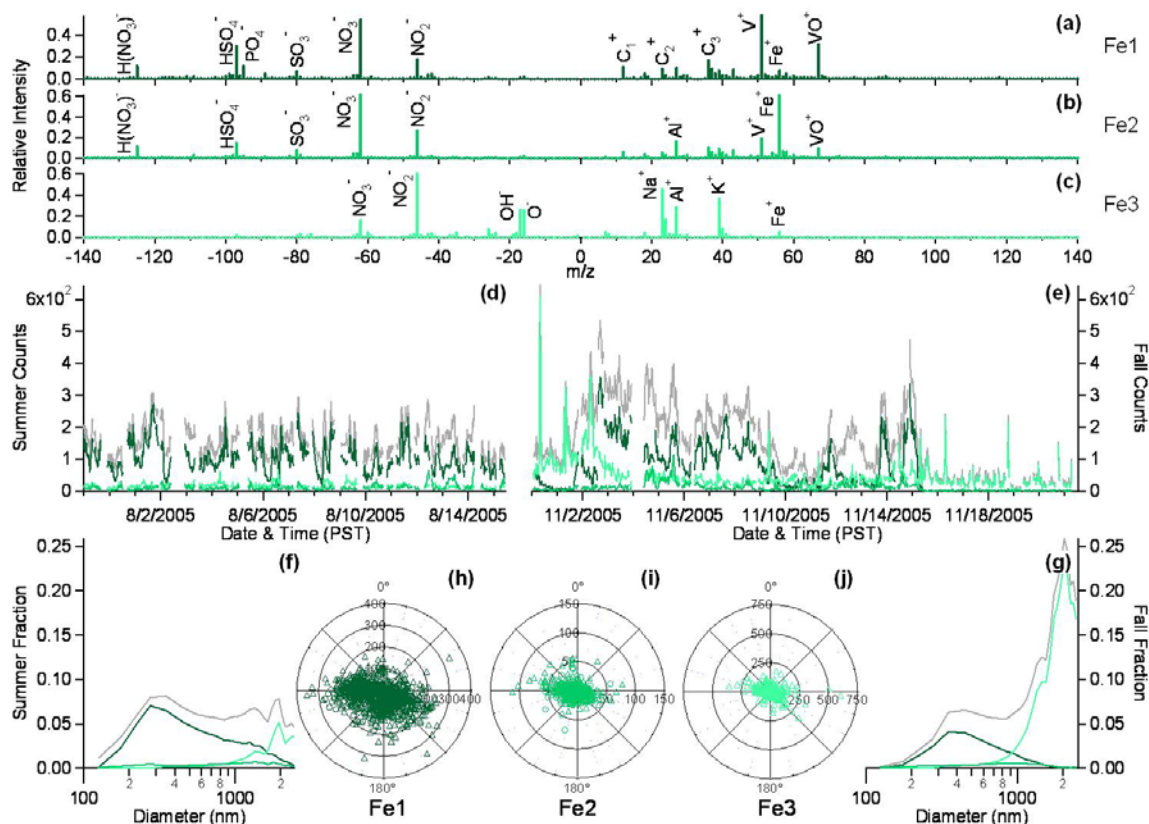 H(NO3)- HSO4- PO4- SO3- NO3- NO2- C1+ C2+ C3+ V+ Fe+ VO+ (a) Fe1
0.4
0.2
0.0
H(NO3)- HSO4- SO3- NO3- NO2- Al+ V+ Fe+ VO+ (b) Fe2
0.6
0.4
0.2
0.0
Relative Intensity
NO3- NO2- OH- O- Na+ Al+ K+ Fe+ (c) Fe3
0.6
0.4
0.2
0.0
-140 -120 -100 -80 -60 -40 -20 0 20 40 60 80 100 120 140
m/z
(d) (e)
6x10^2 5 4 3 2 1 0
Summer Counts
6x10^2 5 4 3 2 1 0
Fall Counts
8/2/2005 8/6/2005 8/10/2005 8/14/2005 11/2/2005 11/6/2005 11/10/2005 11/14/2005 11/18/2005
Date & Time (PST) Date & Time (PST)
(f) (h) (i) (j) (g)
0.25 0.20 0.15 0.10 0.05 0.00
Summer Fraction
100 2 4 6 8 1000 2
Diameter (nm)
0° 400 300 200 200 300 400 180°
Fe1
0° 150 100 50 50 100 150 180°
Fe2
0° 750 500 250 250 500 750 180°
Fe3
0.25 0.20 0.15 0.10 0.05 0.00
Fall Fraction
100 2 4 6 8 1000 2
Diameter (nm)